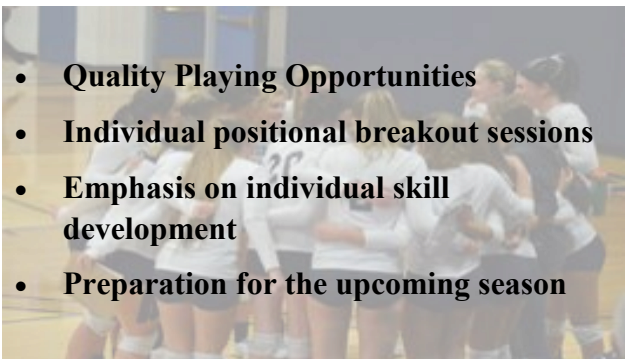 • Quality Playing Opportunities
• Individual positional breakout sessions
• Emphasis on individual skill
development
• Preparation for the upcoming season